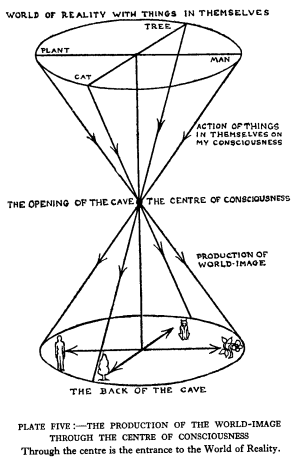 WORLD OF REALITY WITH THINGS IN THEMSELVES
TREE
PLANT
MAN
CAT
ACTION OF THINGS
IN THEMSELVES ON
MY CONSCIOUSNESS
THE OPENING OF THE CAVE THE CENTRE OF CONSCIOUSNESS
PRODUCTION OF
WORLD-IMAGE
THE BACK OF THE CAVE
PLATE FIVE:—THE PRODUCTION OF THE WORLD-IMAGE
THROUGH THE CENTRE OF CONSCIOUSNESS
Through the centre is the entrance to the World of Reality.